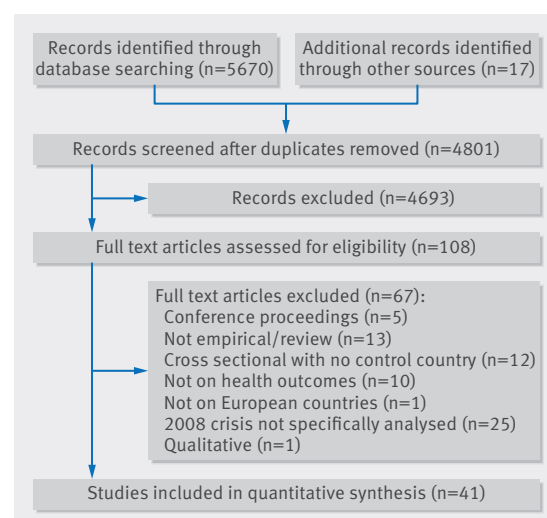 Records identified through
database searching (n=5670)
Additional records identified
through other sources (n=17)
Records screened after duplicates removed (n=4801)
Records excluded (n=4693)
Full text articles assessed for eligibility (n=108)
Full text articles excluded (n=67):
Conference proceedings (n=5)
Not empirical/review (n=13)
Cross sectional with no control country (n=12)
Not on health outcomes (n=10)
Not on European countries (n=1)
2008 crisis not specifically analysed (n=25)
Qualitative (n=1)
Studies included in quantitative synthesis (n=41)